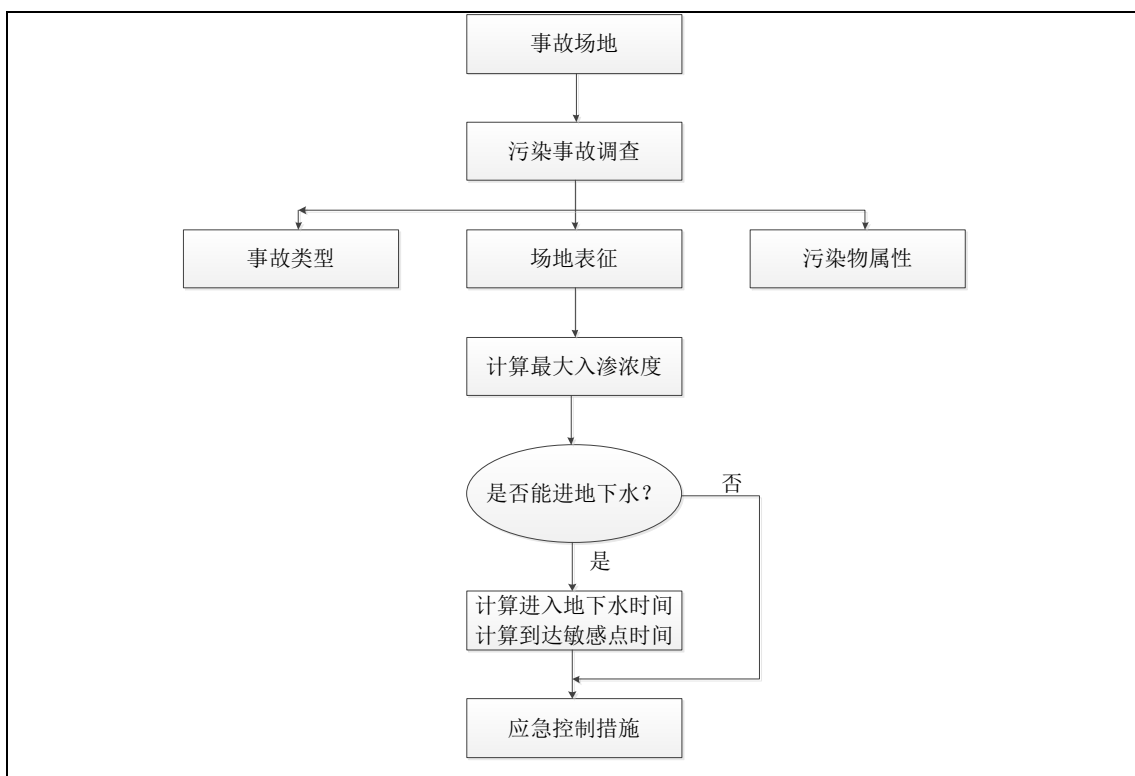 事故场地
污染事故调查
事故类型
场地表征
污染物属性
计算最大入渗浓度
是否能进地下水？
否
是
计算进入地下水时间
计算到达敏感点时间
应急控制措施